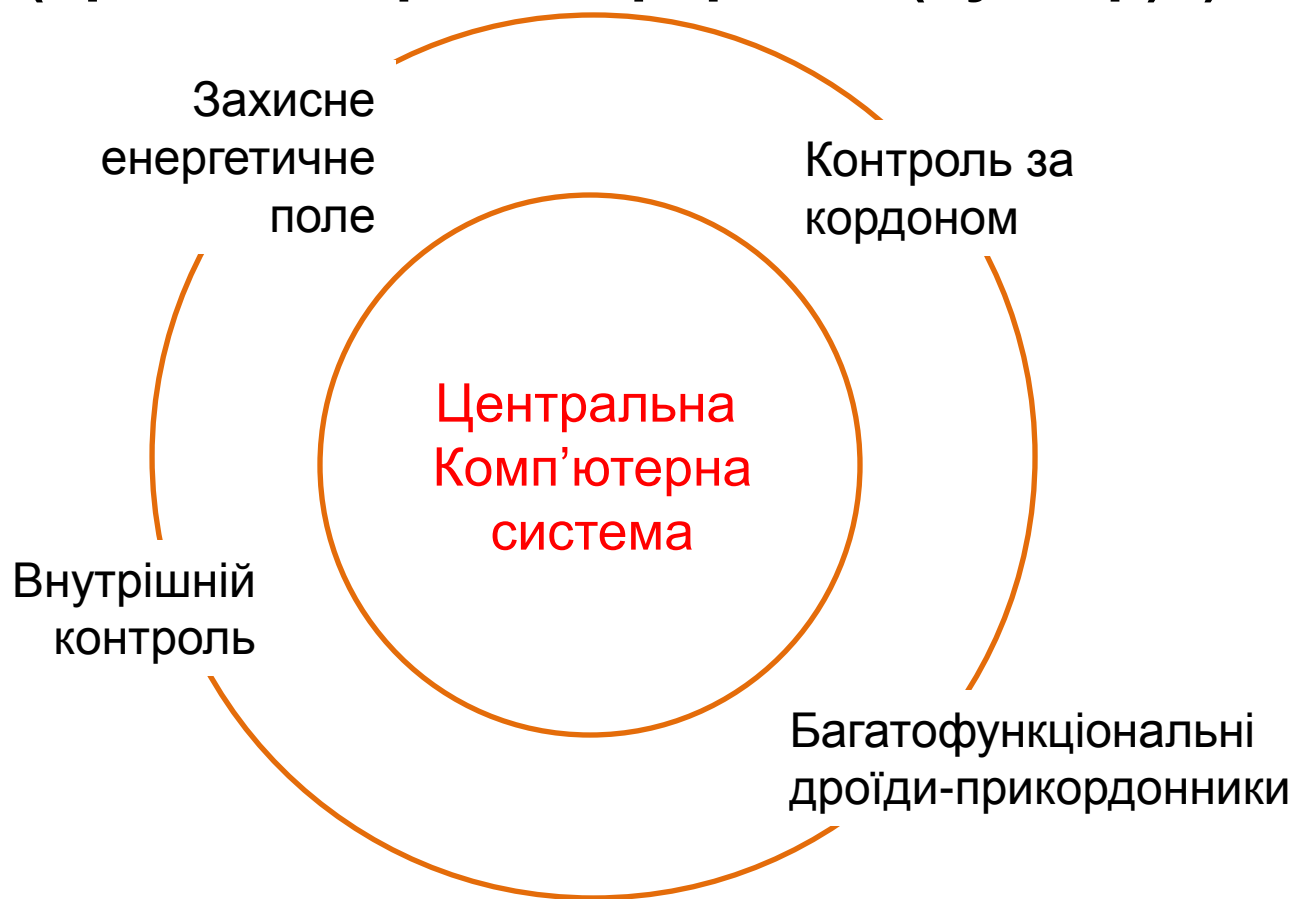 Захисне
енергетичне
поле
Контроль за
кордоном
Центральна
Комп’ютерна
система
Внутрішній
контроль
Багатофункціональні
дроїди-прикордонники